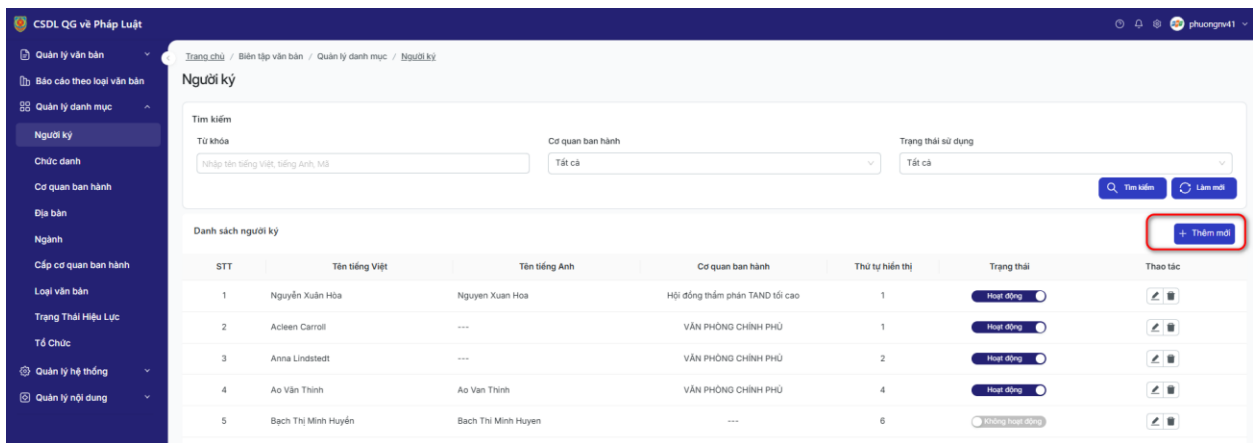 CSDL QG về Pháp Luật
phuongnv41
Quản lý văn bản
Báo cáo theo loại văn bản
Quản lý danh mục
Người ký
Chức danh
Cơ quan ban hành
Địa bàn
Ngành
Cấp cơ quan ban hành
Loại văn bản
Trạng Thái Hiệu Lực
Tổ Chức
Quản lý hệ thống
Quản lý nội dung
Trang chủ / Biên tập văn bản / Quản lý danh mục / Người ký
Người ký
Tìm kiếm
Từ khóa Cơ quan ban hành Trạng thái sử dụng
Nhập tên tiếng Việt, tiếng Anh, Mã Tất cả Tất cả
Tìm kiếm Làm mới
Danh sách người ký + Thêm mới
STT Tên tiếng Việt Tên tiếng Anh Cơ quan ban hành Thứ tự hiển thị Trạng thái Thao tác
1 Nguyễn Xuân Hòa Nguyen Xuan Hoa Hội đồng thẩm phán TAND tối cao 1 Hoạt động
2 Acleen Carroll --- VĂN PHÒNG CHÍNH PHỦ 1 Hoạt động
3 Anna Lindstedt --- VĂN PHÒNG CHÍNH PHỦ 2 Hoạt động
4 Ao Văn Thinh Ao Van Thinh VĂN PHÒNG CHÍNH PHỦ 4 Hoạt động
5 Bạch Thị Minh Huyền Bach Thi Minh Huyen --- 6 Không hoạt động